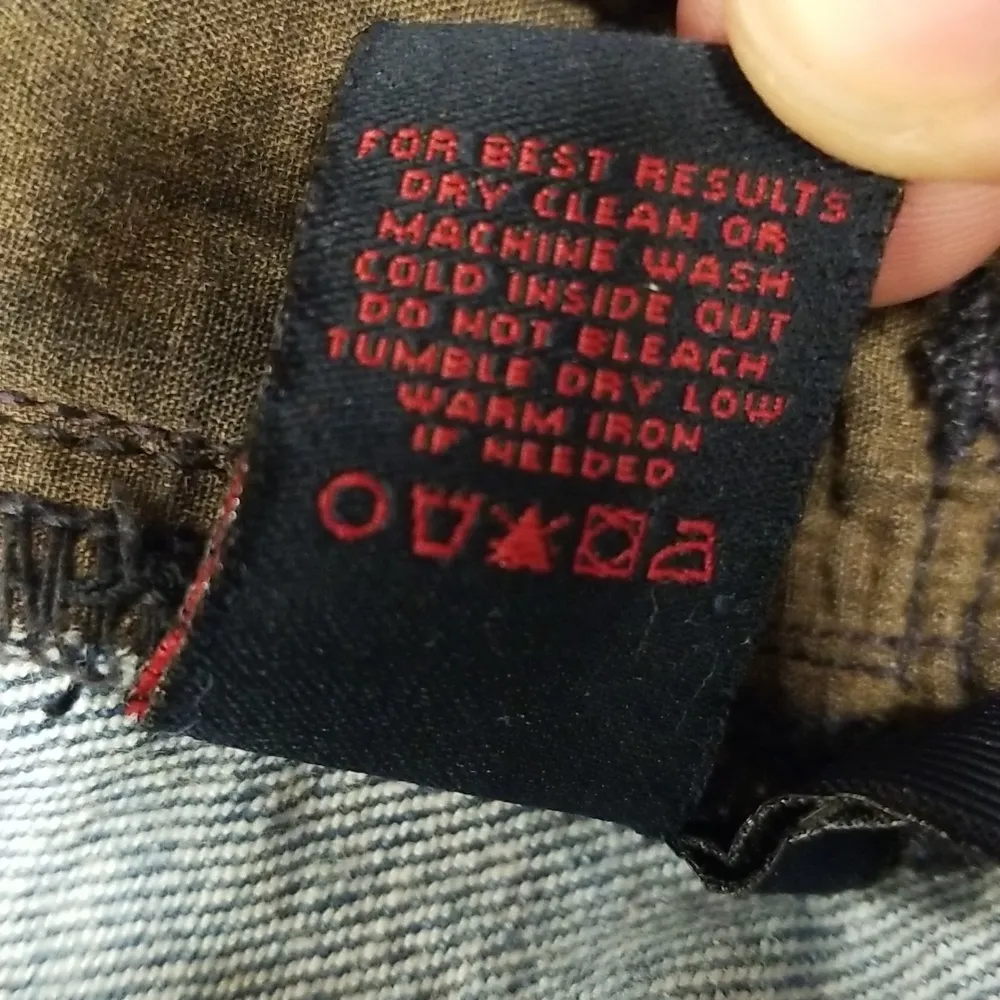 FOR BEST RESULTS
DRY CLEAN OR
MACHINE WASH
COLD INSIDE OUT
DO NOT BLEACH
TUMBLE DRY LOW
WARM IRON
IF NEEDED